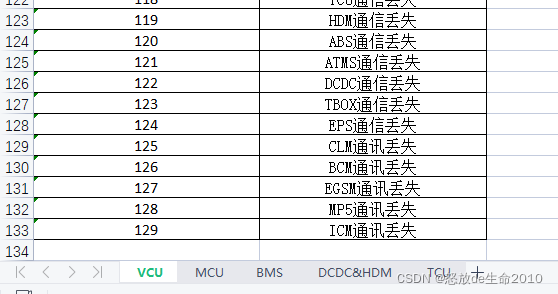 122 118 TCU通信丢失
123 119 HDM通信丢失
124 120 ABS通信丢失
125 121 ATMS通信丢失
126 122 DCDC通信丢失
127 123 TBOX通信丢失
128 124 EPS通信丢失
129 125 CLM通讯丢失
130 126 BCM通讯丢失
131 127 EGSM通讯丢失
132 128 MP5通讯丢失
133 129 ICM通讯丢失
134
VCU MCU BMS DCDC&HDM TCU
CSDN @怒放de生命2010